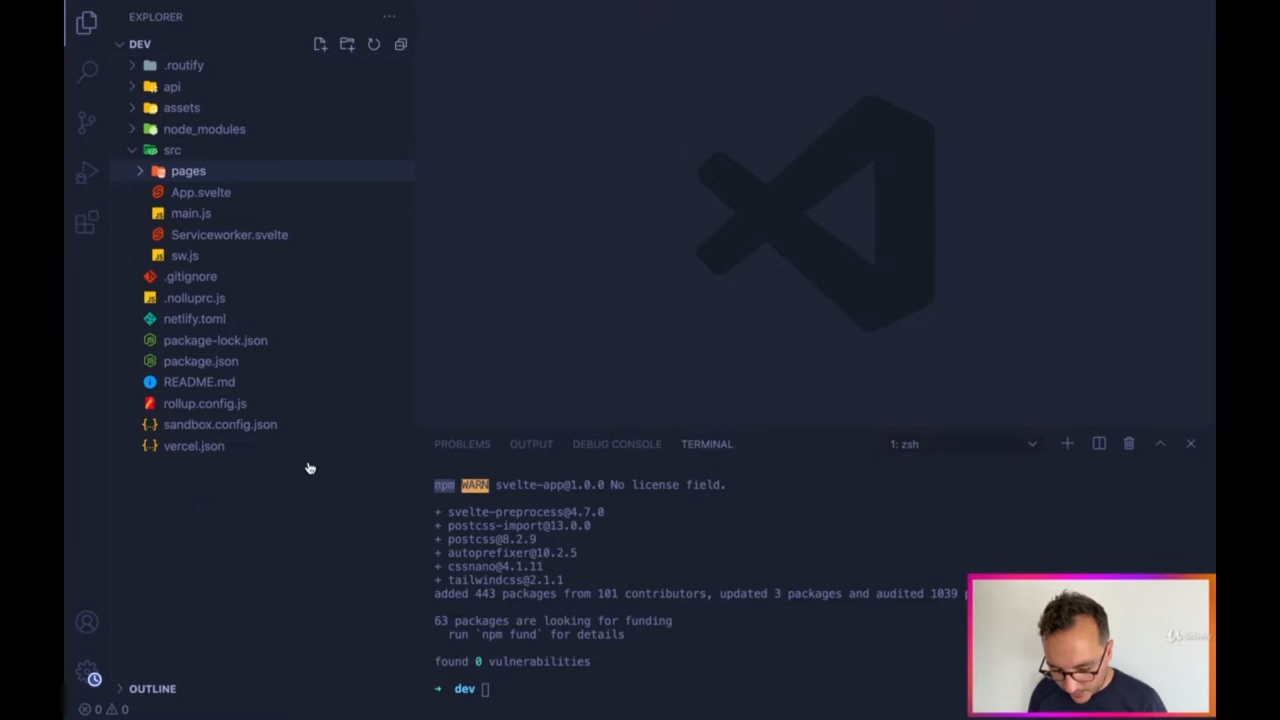 EXPLORER
DEV
.routify
api
assets
node_modules
src
pages
App.svelte
main.js
Serviceworker.svelte
sw.js
.gitignore
.nolluprc.js
netlify.toml
package-lock.json
package.json
README.md
rollup.config.js
sandbox.config.json
vercel.json
OUTLINE
0 0
PROBLEMS OUTPUT DEBUG CONSOLE TERMINAL 1: zsh
npm WARN svelte-app@1.0.0 No license field.
+ svelte-preprocess@4.7.0
+ postcss-import@13.0.0
+ postcss@8.2.9
+ autoprefixer@10.2.5
+ cssnano@4.1.11
+ tailwindcss@2.1.1
added 443 packages from 101 contributors, updated 3 packages and audited 1039 p
63 packages are looking for funding
run `npm fund` for details
found 0 vulnerabilities
→ dev
Udemy